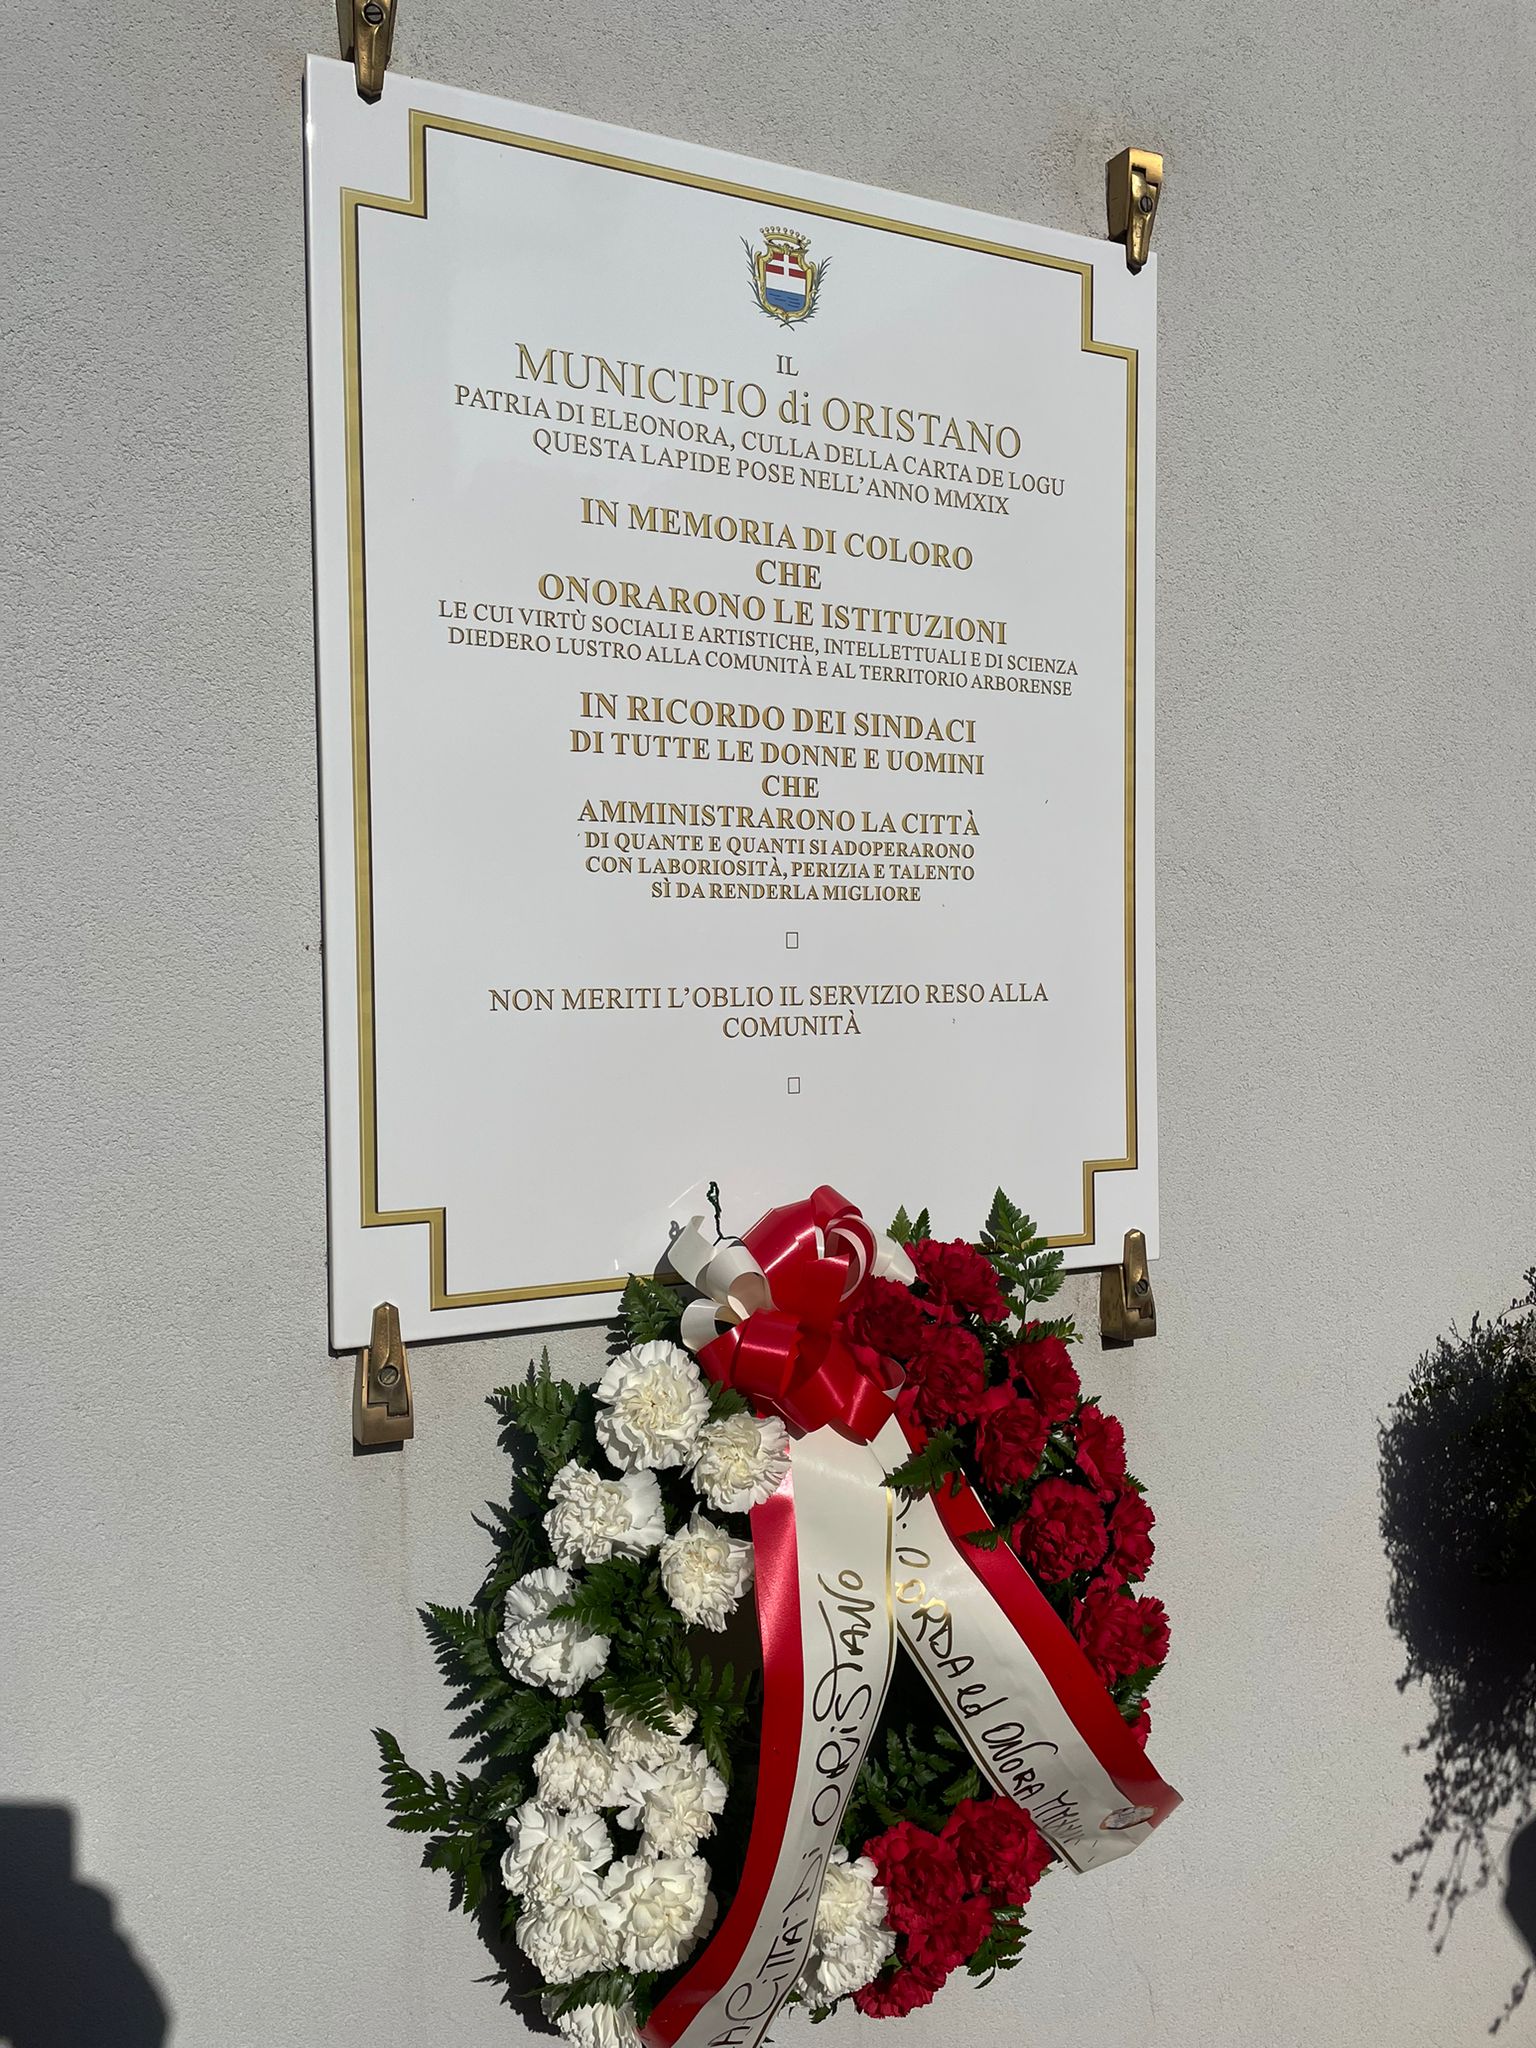 IL
MUNICIPIO di ORISTANO
PATRIA DI ELEONORA, CULLA DELLA CARTA DE LOGU
QUESTA LAPIDE POSE NELL'ANNO MMXIX
IN MEMORIA DI COLORO
CHE
ONORARONO LE ISTITUZIONI
LE CUI VIRTÙ SOCIALI E ARTISTICHE, INTELLETTUALI E DI SCIENZA
DIEDERO LUSTRO ALLA COMUNITÀ E AL TERRITORIO ARBORENSE
IN RICORDO DEI SINDACI
DI TUTTE LE DONNE E UOMINI
CHE
AMMINISTRARONO LA CITTÀ
DI QUANTE E QUANTI SI ADOPERARONO
CON LABORIOSITÀ, PERIZIA E TALENTO
SÌ DA RENDERLA MIGLIORE
NON MERITI L'OBLIO IL SERVIZIO RESO ALLA
COMUNITÀ
CITTÀ DI ORISTANO
ed ONORA